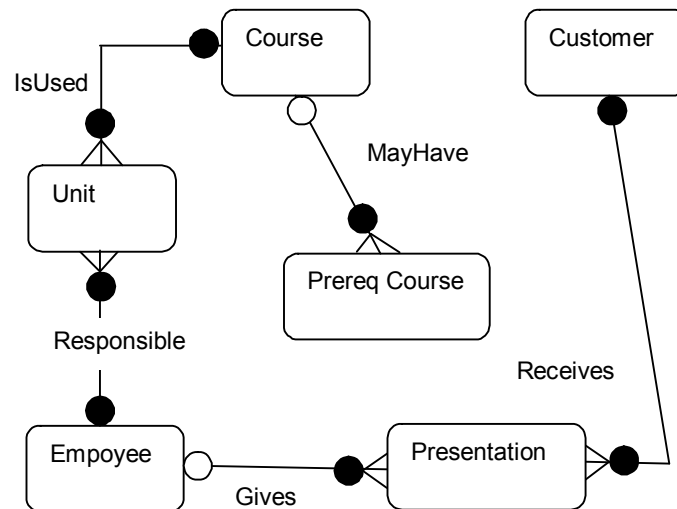 Course
Customer
IsUsed
MayHave
Unit
Prereq Course
Responsible
Receives
Empoyee
Presentation
Gives